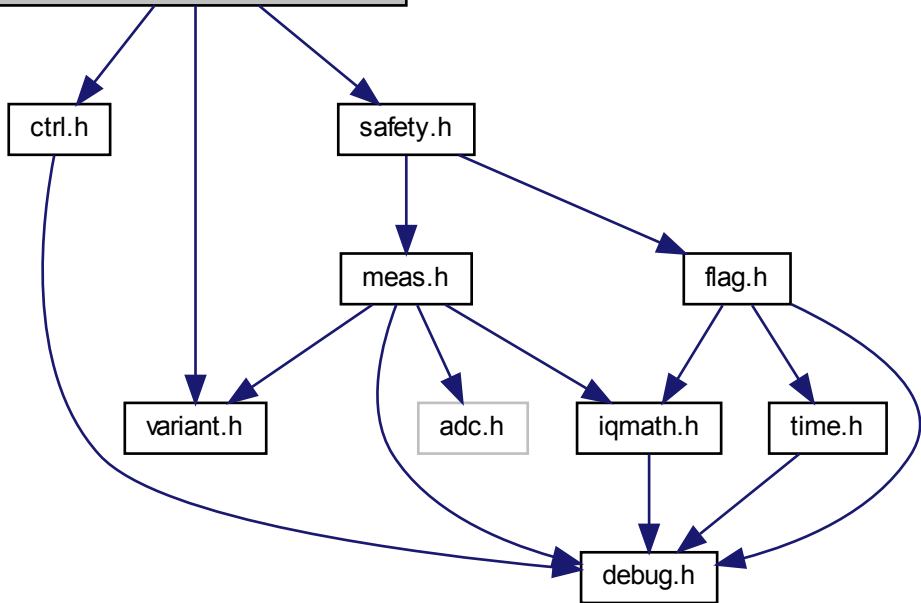 ctrl.h
safety.h
meas.h
flag.h
variant.h
adc.h
iqmath.h
time.h
debug.h